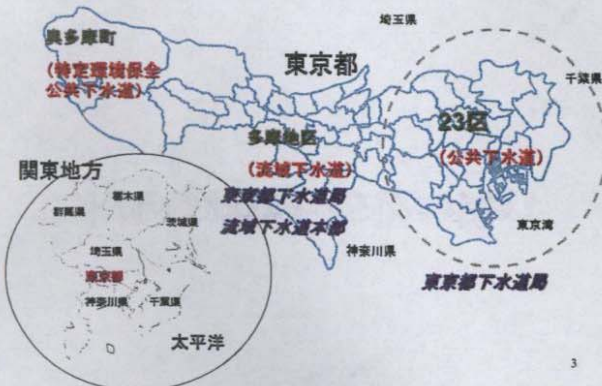 埼玉県
奥多摩町
(特定環境保全
公共下水道)
東京都
千葉県
23区
(公共下水道)
多摩地区
(流域下水道)
東京都下水道局
流域下水道本部
神奈川県
東京湾
東京都下水道局
関東地方
栃木県
群馬県
茨城県
埼玉県
東京都
神奈川県
千葉県
太平洋
3